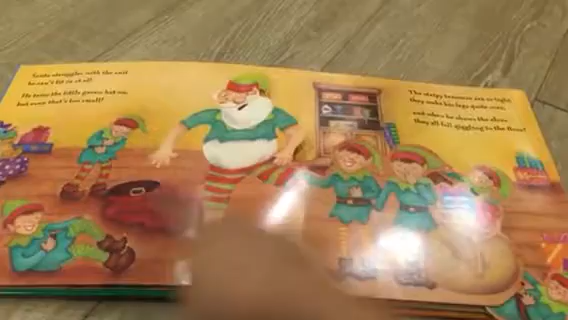 Santa struggles with the suit
he can't fit in at all!
He tries the little green hat on,
but even that's too small!
The stripy trousers are so tight,
they make his legs quite sore,
and when he shows the elves
they all fall giggling to the floor!